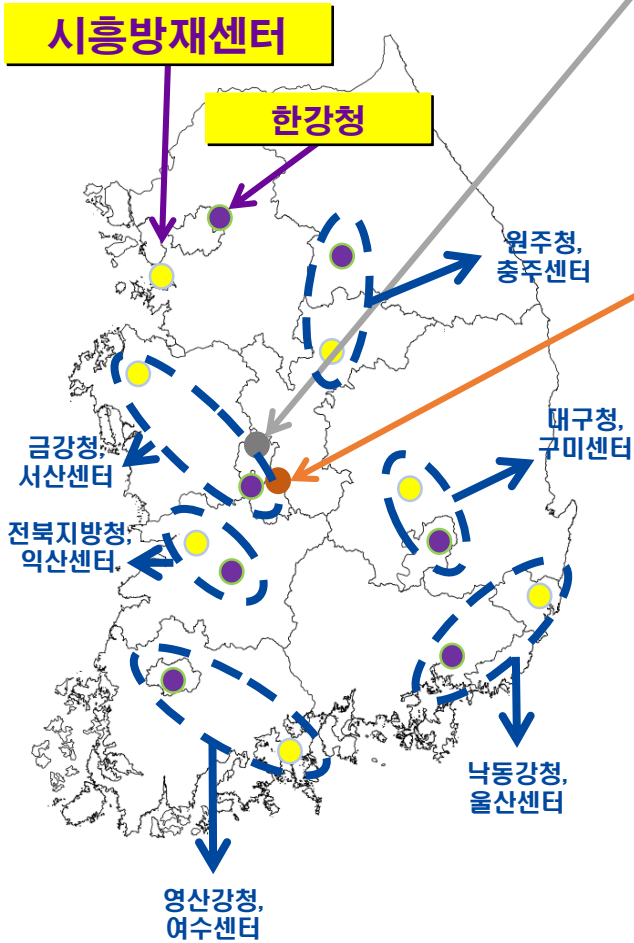 시흥방재센터
한강청
원주청,
충주센터
대구청,
구미센터
금강청,
서산센터
전북지방청,
익산센터
낙동강청,
울산센터
영산강청,
여수센터